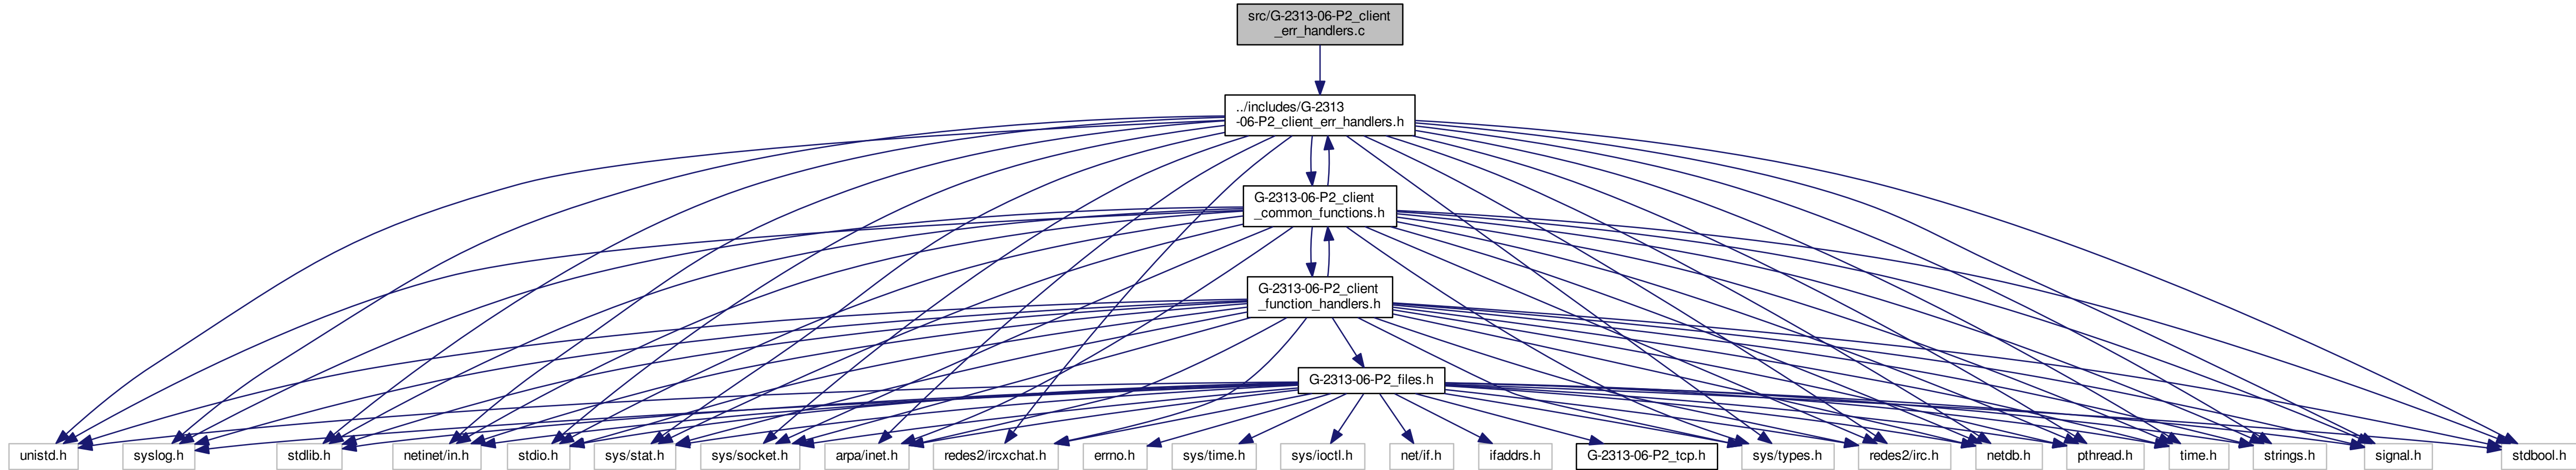 src/G-2313-06-P2_client
_err_handlers.c
../includes/G-2313
-06-P2_client_err_handlers.h
G-2313-06-P2_client
_common_functions.h
G-2313-06-P2_client
_function_handlers.h
G-2313-06-P2_files.h
unistd.h
syslog.h
stdlib.h
netinet/in.h
stdio.h
sys/stat.h
sys/socket.h
arpa/inet.h
redes2/ircxchat.h
errno.h
sys/time.h
sys/ioctl.h
net/if.h
ifaddrs.h
G-2313-06-P2_tcp.h
sys/types.h
redes2/irc.h
netdb.h
pthread.h
time.h
strings.h
signal.h
stdbool.h